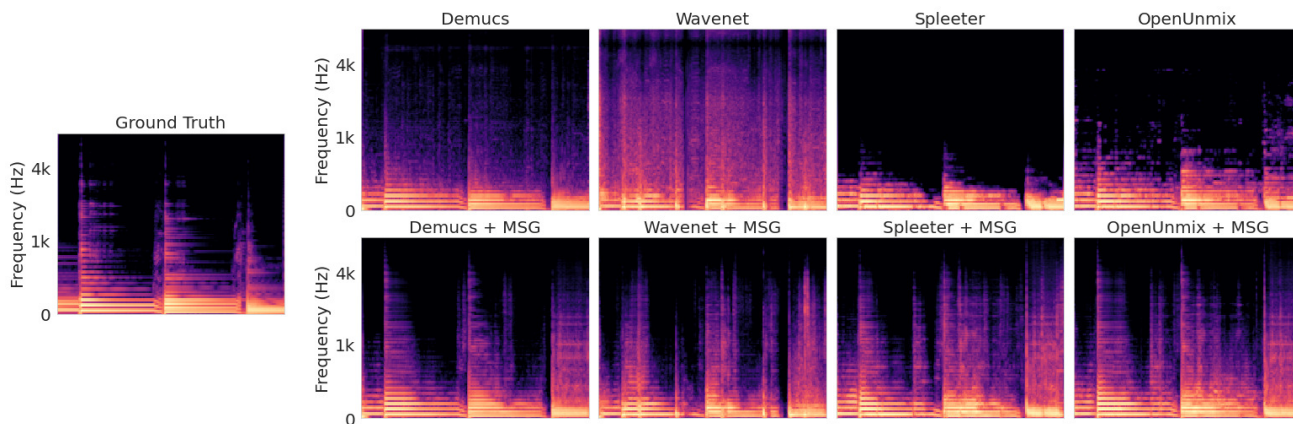 Ground Truth
Frequency (Hz)
4k
1k
0
Demucs
Wavenet
Spleeter
OpenUnmix
Frequency (Hz)
4k
1k
0
Demucs + MSG
Wavenet + MSG
Spleeter + MSG
OpenUnmix + MSG
Frequency (Hz)
4k
1k
0